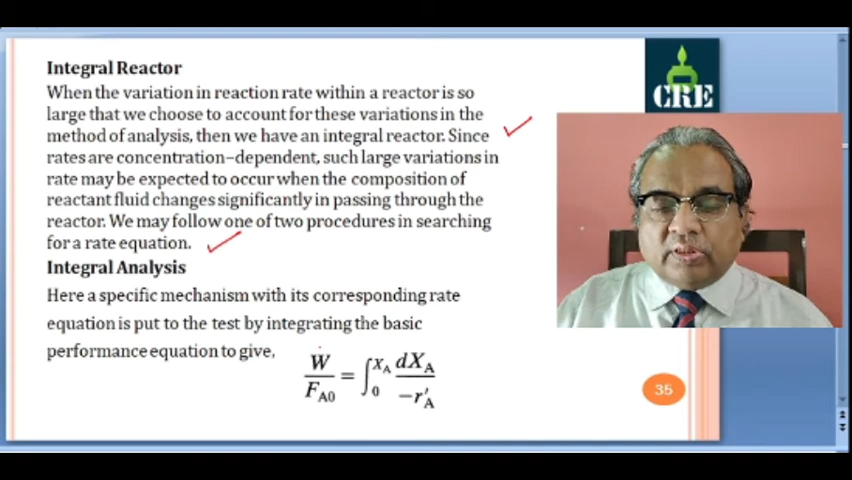 Integral Reactor
When the variation in reaction rate within a reactor is so
large that we choose to account for these variations in the
method of analysis, then we have an integral reactor. Since
rates are concentration-dependent, such large variations in
rate may be expected to occur when the composition of
reactant fluid changes significantly in passing through the
reactor. We may follow one of two procedures in searching
for a rate equation.
Integral Analysis
Here a specific mechanism with its corresponding rate
equation is put to the test by integrating the basic
performance equation to give,
W/F_A0 = ∫_0^X_A dX_A/-r'_A
CRE
35